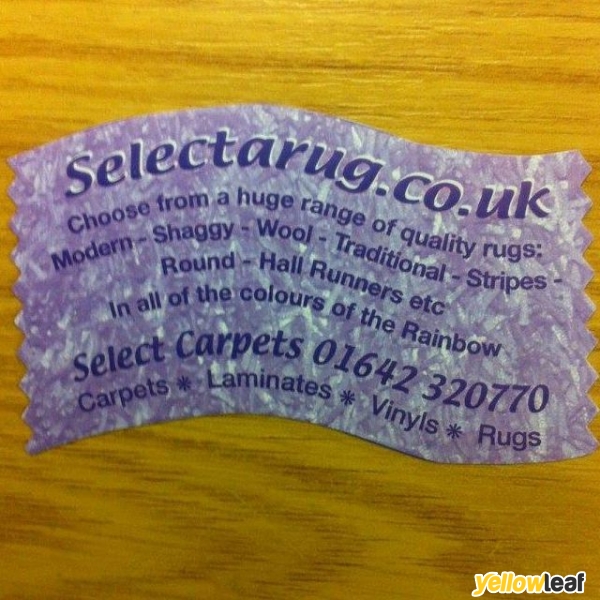 Selectarug.co.uk
Choose from a huge range of quality rugs:
Modern - Shaggy - Wool - Traditional - Stripes -
Round - Hall Runners etc
In all of the colours of the Rainbow
Select Carpets 01642 320770
Carpets * Laminates * Vinyls * Rugs
yellowleaf